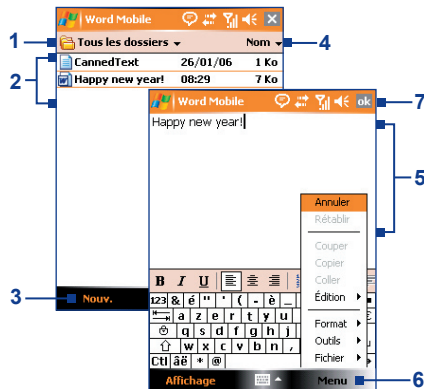 Word Mobile
1 Tous les dossiers Nom 4
2 CannedText 26/01/06 1 Ko
Happy new year! 08:29 7 Ko
Word Mobile ok 7
Happy new year!
5
Annuler
Rétablir
Couper
Copier
Coller
Édition
Format
Outils
Fichier
B I U
123 & é " ' ( - è _
a z e r t y u
q s d f g h j
w x c v b n ,
Ctl áë * @
3 Nouv.
Affichage Menu 6